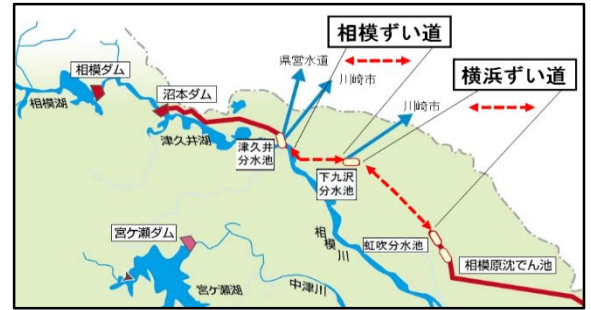 相模ずい道
横浜ずい道
県営水道
川崎市
川崎市
相模ダム
沼本ダム
相模湖
津久井湖
津久井
分水池
下九沢
分水池
宮ケ瀬ダム
相模川
虹吹分水池
相模原沈でん池
宮ケ瀬湖
中津川